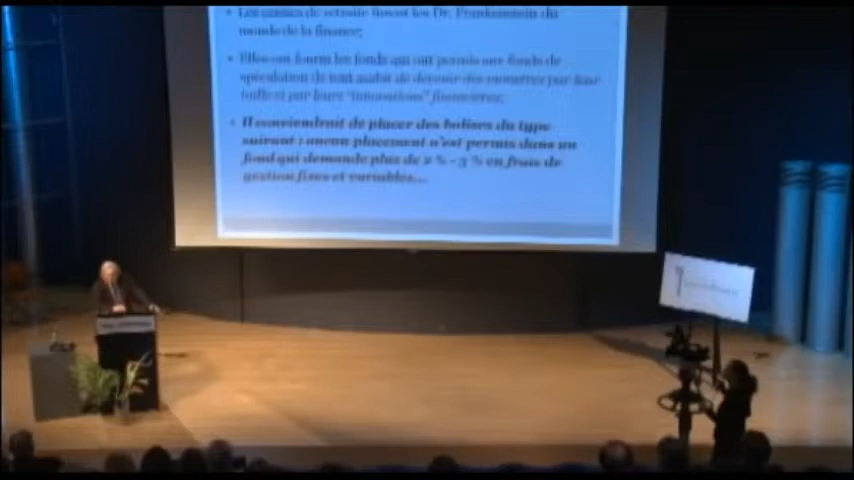 • Les caisses de retraite furent les Dr. Frankenstein du
monde de la finance;
• Elles ont fourni les fonds qui ont permis aux fonds de
spéculation de tout acabit de devenir des monstres par leur
taille et par leurs "innovations" financières;
• Il conviendrait de placer des balises du type
suivant : aucun placement n'est permis dans un
fond qui demande plus de 2 % - 3 % en frais de
gestion fixes et variables...